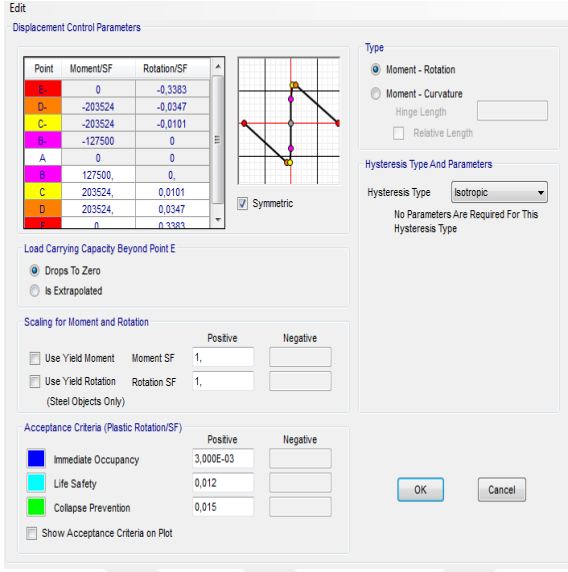 Edit
Displacement Control Parameters
Point Moment/SF Rotation/SF
E- 0 -0,3383
D- -203524 -0,0347
C- -203524 -0,0101
B- -127500 0
A 0 0
B 127500, 0,
C 203524, 0,0101
D 203524, 0,0347
E 0 0,3383
Symmetric
Load Carrying Capacity Beyond Point E
Drops To Zero
Is Extrapolated
Scaling for Moment and Rotation
Positive Negative
Use Yield Moment Moment SF 1,
Use Yield Rotation Rotation SF 1,
(Steel Objects Only)
Acceptance Criteria (Plastic Rotation/SF)
Positive Negative
Immediate Occupancy 3,000E-03
Life Safety 0,012
Collapse Prevention 0,015
Show Acceptance Criteria on Plot
Type
Moment - Rotation
Moment - Curvature
Hinge Length
Relative Length
Hysteresis Type And Parameters
Hysteresis Type Isotropic
No Parameters Are Required For This
Hysteresis Type
OK Cancel